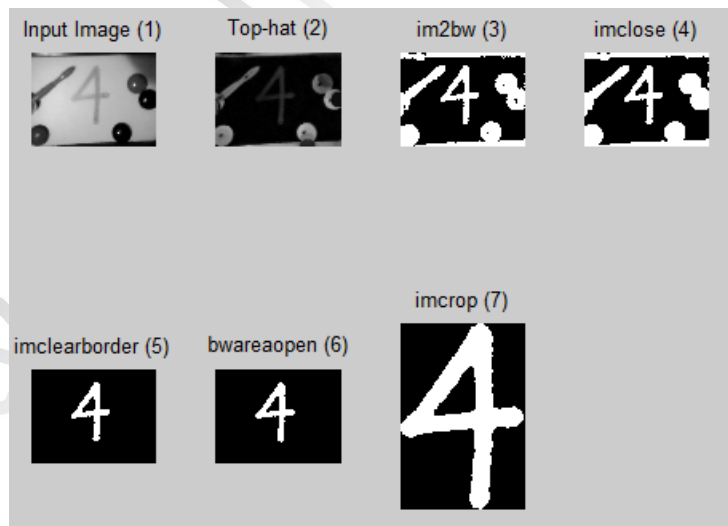 Input Image (1)
Top-hat (2)
im2bw (3)
imclose (4)
4
4
4
4
imclearborder (5)
bwareaopen (6)
imcrop (7)
4
4
4